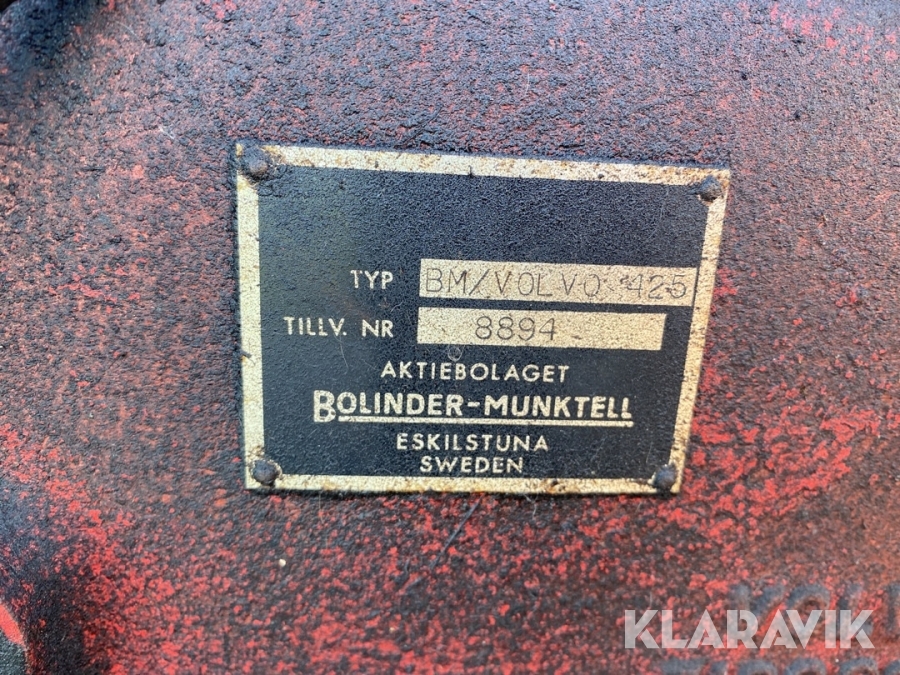 TYP BM/VOLVO 425
TILLV. NR 8894
AKTIEBOLAGET
BOLINDER-MUNKTELL
ESKILSTUNA
SWEDEN
KLARAVIK